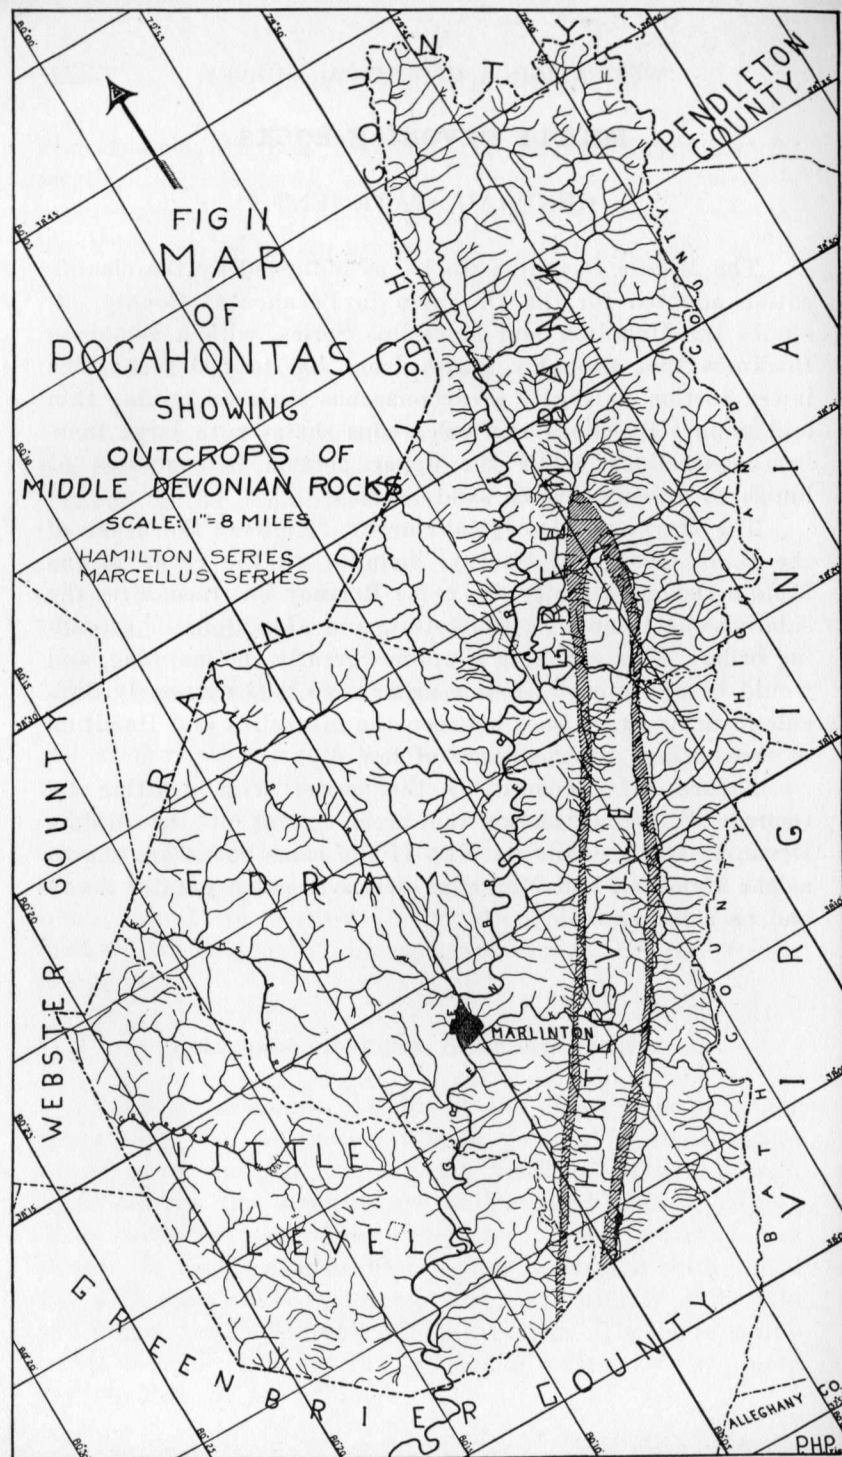 FIG 11
MAP
OF
POCAHONTAS CO.
SHOWING
OUTCROPS OF
MIDDLE DEVONIAN ROCKS
SCALE: 1"=8 MILES
HAMILTON SERIES
MARCELLUS SERIES
PENDLETON
COUNTY
RANDOLPH COUNTY
HIGHLAND COUNTY
VIRGINIA
GREENBANK
WEBSTER COUNTY
EDRAY
HUNTERSVILLE
MARLINTON
LITTLE
LEVELS
BATH COUNTY
GREENBRIER COUNTY
ALLEGHANY CO.
P.H.P.